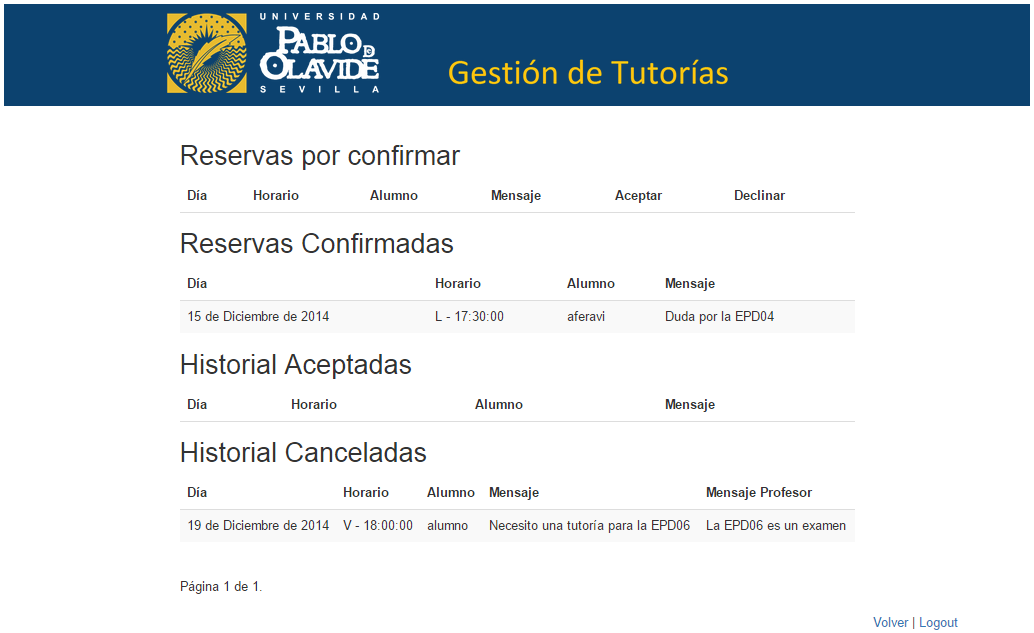 UNIVERSIDAD
PABLO DE
OLAVIDE
SEVILLA
Gestión de Tutorías
Reservas por confirmar
Día Horario Alumno Mensaje Aceptar Declinar
Reservas Confirmadas
Día Horario Alumno Mensaje
15 de Diciembre de 2014 L - 17:30:00 aferavi Duda por la EPD04
Historial Aceptadas
Día Horario Alumno Mensaje
Historial Canceladas
Día Horario Alumno Mensaje Mensaje Profesor
19 de Diciembre de 2014 V - 18:00:00 alumno Necesito una tutoría para la EPD06 La EPD06 es un examen
Página 1 de 1.
Volver | Logout